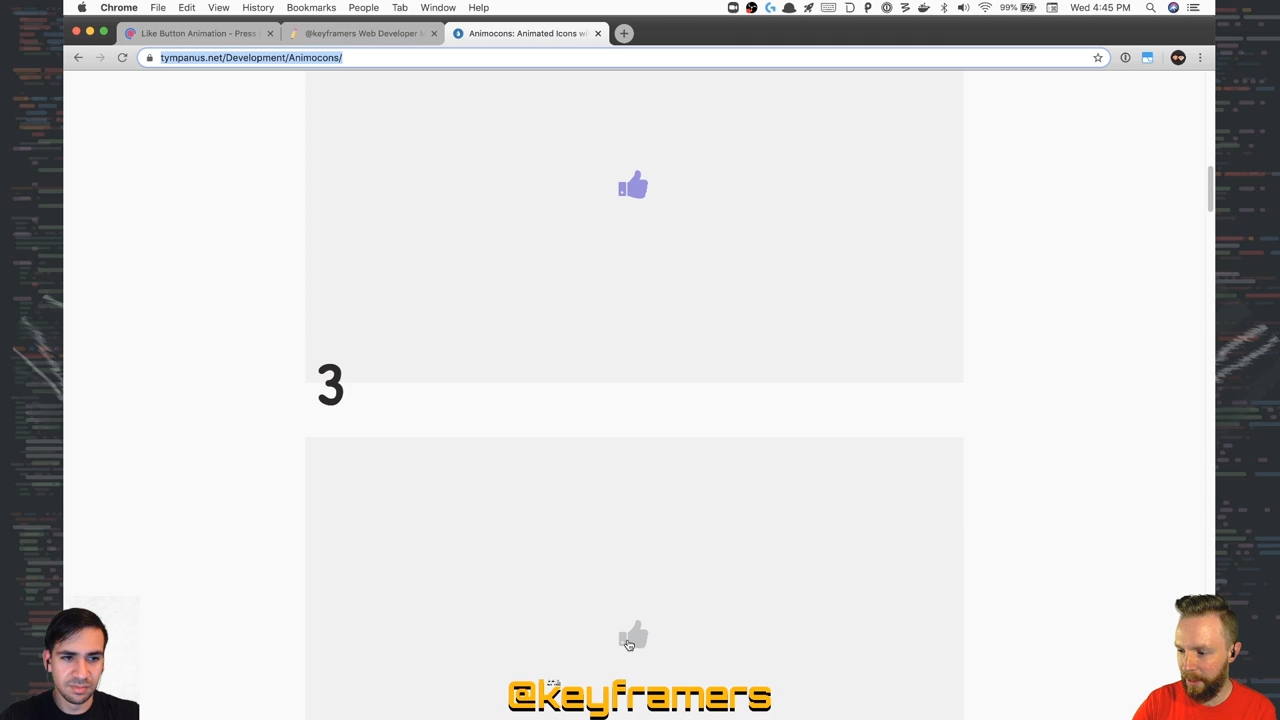 Chrome File Edit View History Bookmarks People Tab Window Help 99% Wed 4:45 PM
Like Button Animation - Press @keyframers Web Developer M Animocons: Animated Icons wi
tympanus.net/Development/Animocons/
3
@keyframers